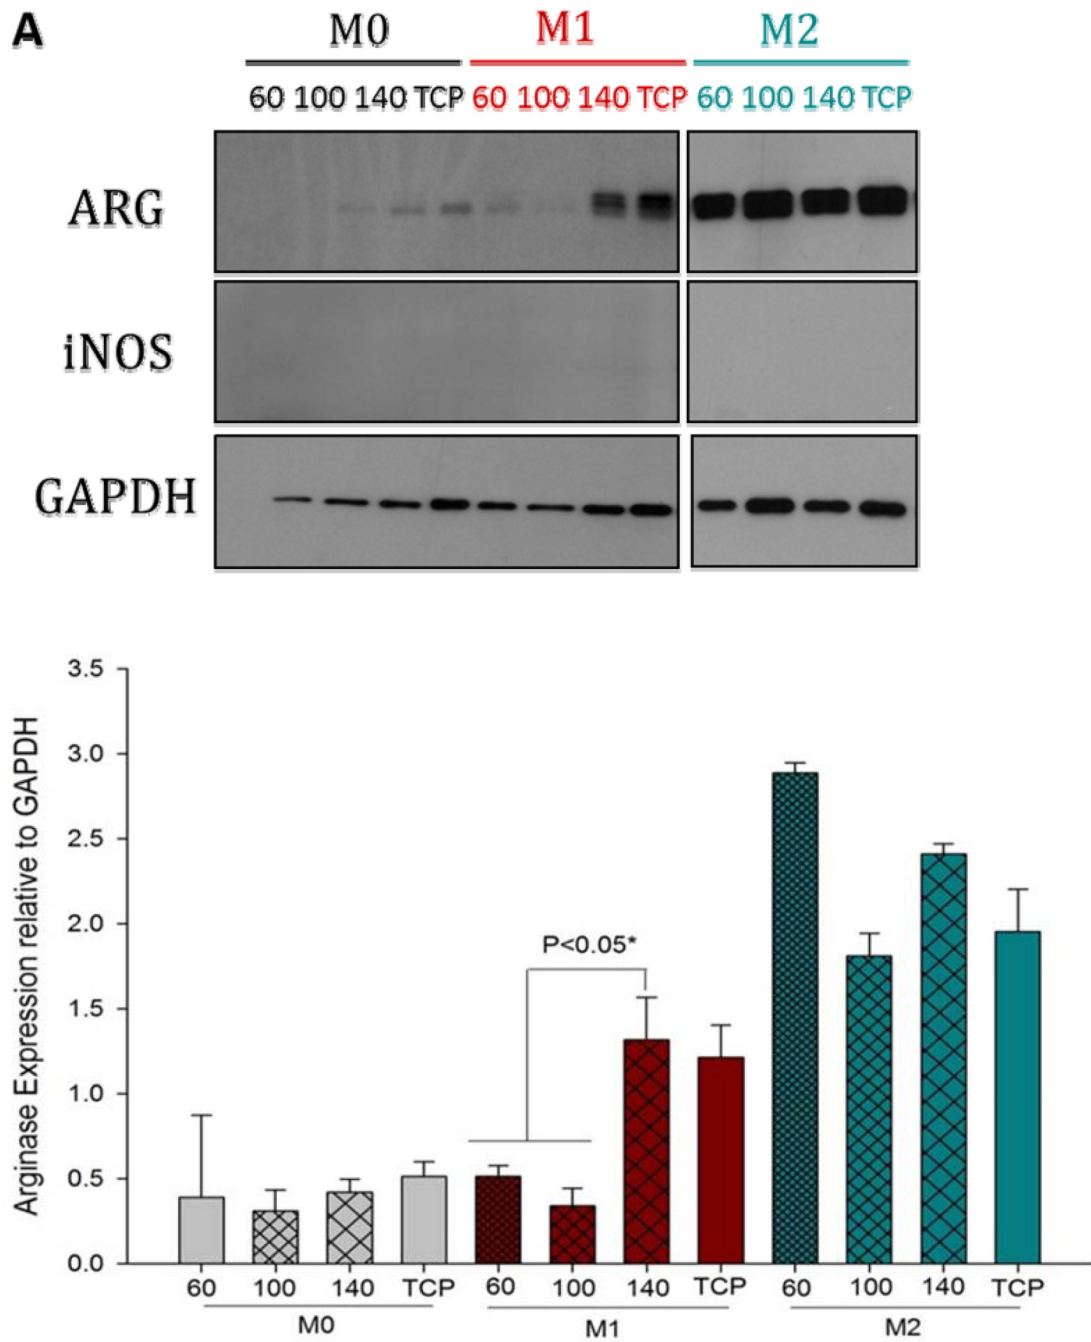 A
M0 M1 M2
60 100 140 TCP 60 100 140 TCP 60 100 140 TCP
ARG
iNOS
GAPDH
3.5
3.0
2.5
2.0
1.5
1.0
0.5
0.0
Arginase Expression relative to GAPDH
P<0.05*
60 100 140 TCP 60 100 140 TCP 60 100 140 TCP
M0 M1 M2